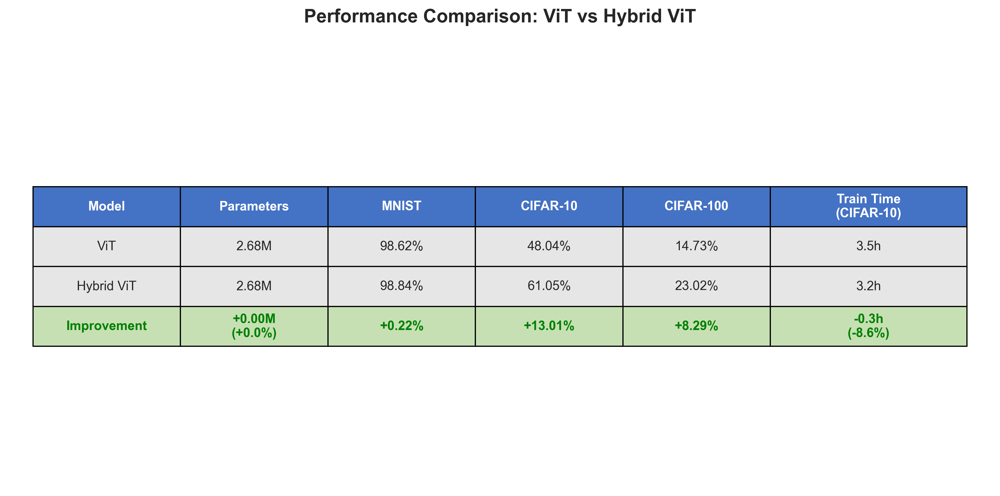 Performance Comparison: ViT vs Hybrid ViT
Model Parameters MNIST CIFAR-10 CIFAR-100 Train Time
(CIFAR-10)
ViT 2.68M 98.62% 48.04% 14.73% 3.5h
Hybrid ViT 2.68M 98.84% 61.05% 23.02% 3.2h
Improvement +0.00M
(+0.0%) +0.22% +13.01% +8.29% -0.3h
(-8.6%)